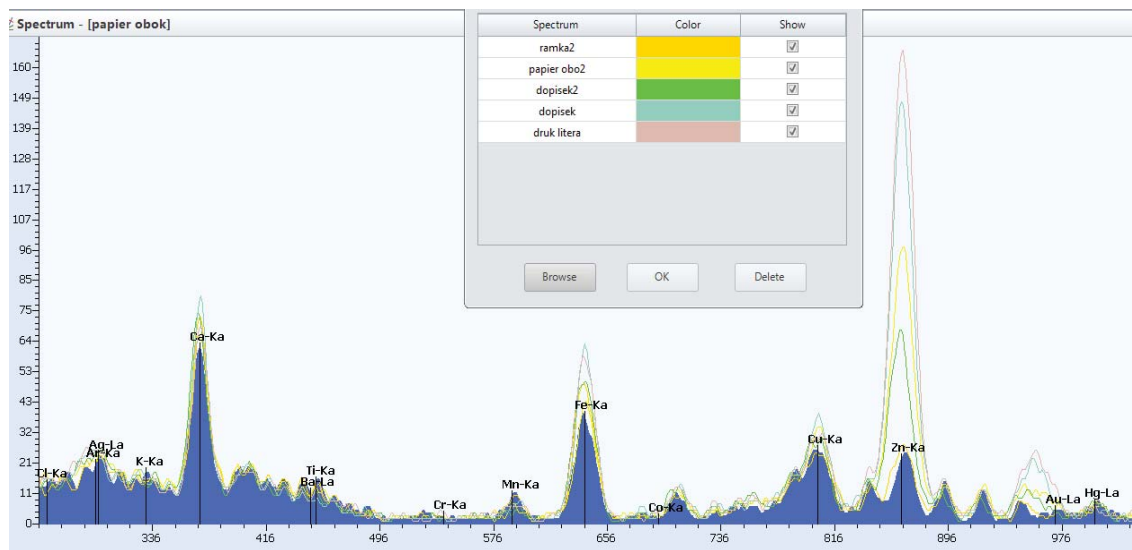 Spectrum - [papier obok]
Spectrum Color Show
ramka2
papier obo2
dopisek2
dopisek
druk litera
Browse OK Delete
160
149
139
128
117
107
96
85
75
64
53
43
32
21
11
0
Cl-Ka
Ag-La
Ar-Ka
K-Ka
Ca-Ka
Ti-Ka
Ba-La
Cr-Ka
Mn-Ka
Fe-Ka
Co-Ka
Cu-Ka
Zn-Ka
Au-La
Hg-La
336 416 496 576 656 736 816 896 976